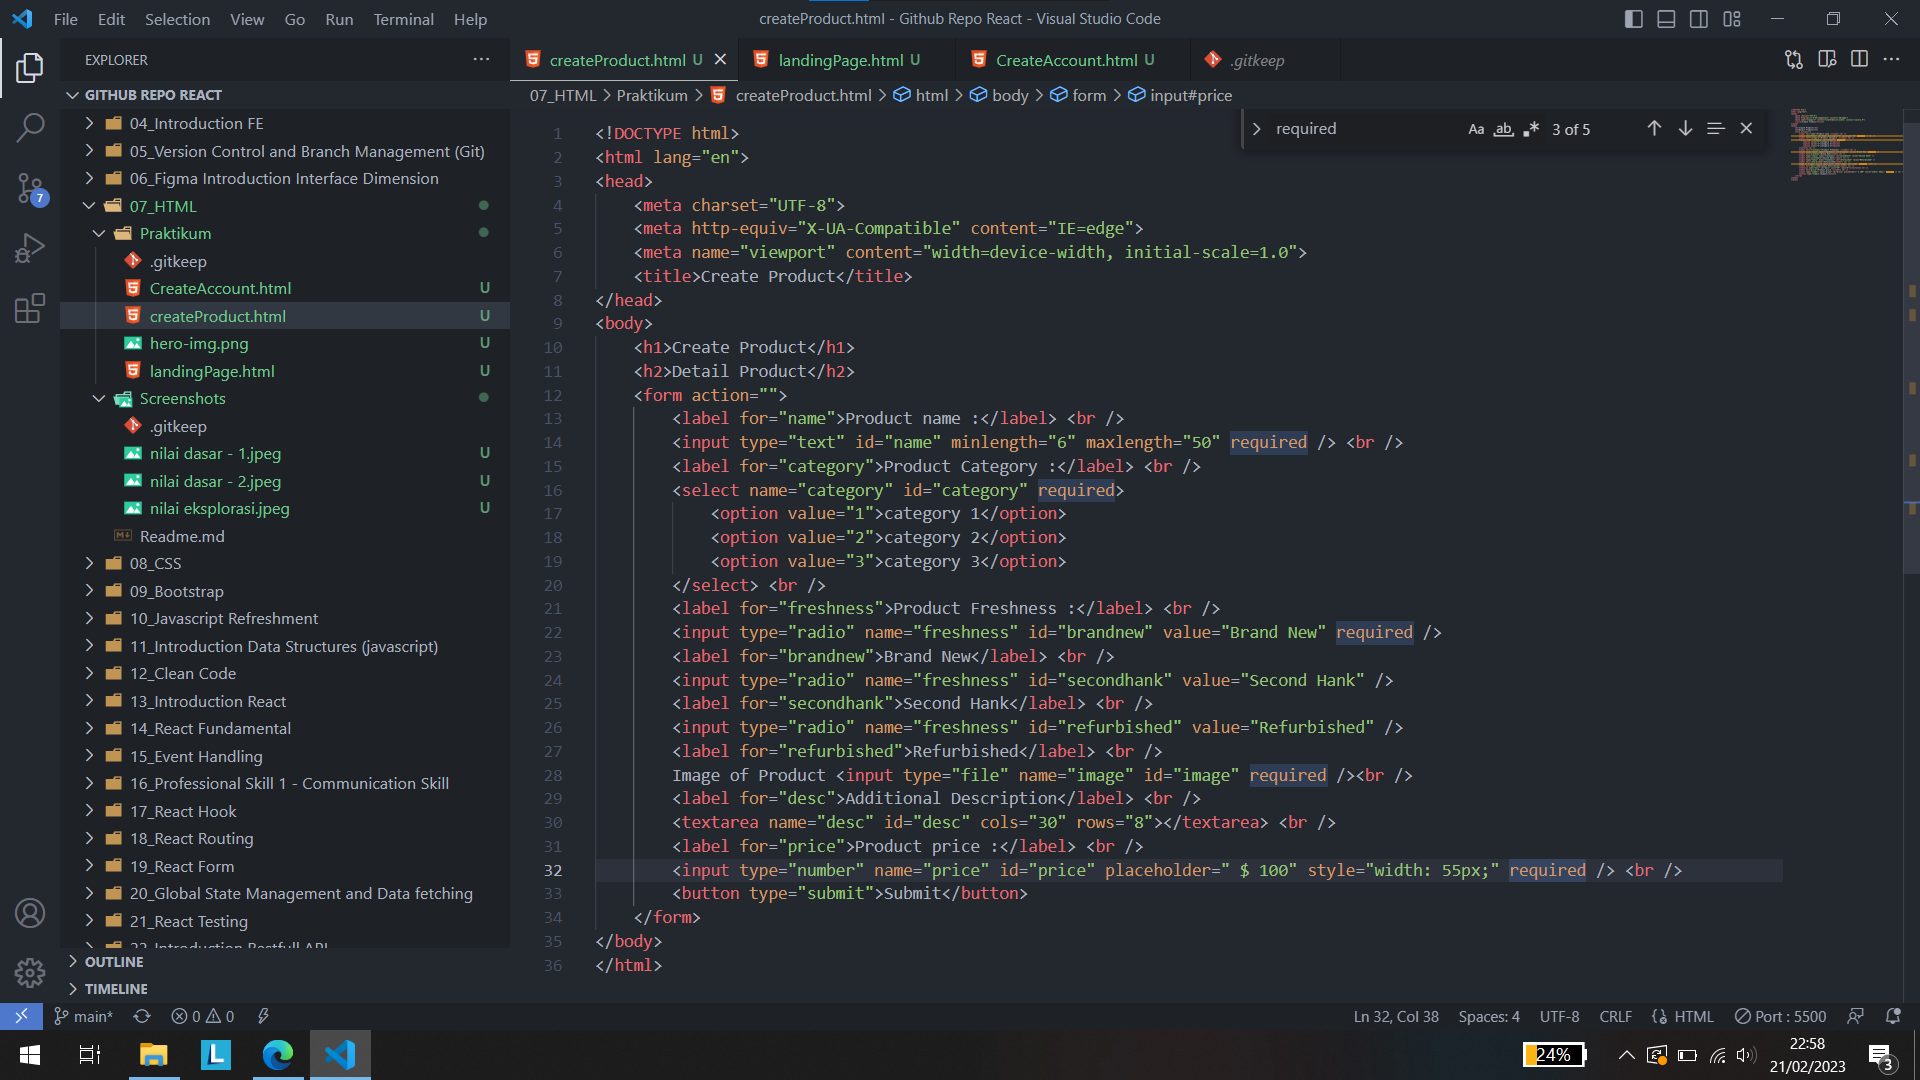 File Edit Selection View Go Run Terminal Help
createProduct.html - Github Repo React - Visual Studio Code
EXPLORER
GITHUB REPO REACT
04_Introduction FE
05_Version Control and Branch Management (Git)
06_Figma Introduction Interface Dimension
07_HTML
Praktikum
.gitkeep
CreateAccount.html U
createProduct.html U
hero-img.png U
landingPage.html U
Screenshots
.gitkeep
nilai dasar - 1.jpeg U
nilai dasar - 2.jpeg U
nilai eksplorasi.jpeg U
Readme.md
08_CSS
09_Bootstrap
10_Javascript Refreshment
11_Introduction Data Structures (javascript)
12_Clean Code
13_Introduction React
14_React Fundamental
15_Event Handling
16_Professional Skill 1 - Communication Skill
17_React Hook
18_React Routing
19_React Form
20_Global State Management and Data fetching
21_React Testing
22_Introduction Restfull API
OUTLINE
TIMELINE
7
createProduct.html U
landingPage.html U
CreateAccount.html U
.gitkeep
07_HTML > Praktikum > createProduct.html > html > body > form > input#price
required Aa ab 3 of 5
1 <!DOCTYPE html>
2 <html lang="en">
3 <head>
4 <meta charset="UTF-8">
5 <meta http-equiv="X-UA-Compatible" content="IE=edge">
6 <meta name="viewport" content="width=device-width, initial-scale=1.0">
7 <title>Create Product</title>
8 </head>
9 <body>
10 <h1>Create Product</h1>
11 <h2>Detail Product</h2>
12 <form action="">
13 <label for="name">Product name :</label> <br />
14 <input type="text" id="name" minlength="6" maxlength="50" required /> <br />
15 <label for="category">Product Category :</label> <br />
16 <select name="category" id="category" required>
17 <option value="1">category 1</option>
18 <option value="2">category 2</option>
19 <option value="3">category 3</option>
20 </select> <br />
21 <label for="freshness">Product Freshness :</label> <br />
22 <input type="radio" name="freshness" id="brandnew" value="Brand New" required />
23 <label for="brandnew">Brand New</label> <br />
24 <input type="radio" name="freshness" id="secondhank" value="Second Hank" />
25 <label for="secondhank">Second Hank</label> <br />
26 <input type="radio" name="freshness" id="refurbished" value="Refurbished" />
27 <label for="refurbished">Refurbished</label> <br />
28 Image of Product <input type="file" name="image" id="image" required /><br />
29 <label for="desc">Additional Description</label> <br />
30 <textarea name="desc" id="desc" cols="30" rows="8"></textarea> <br />
31 <label for="price">Product price :</label> <br />
32 <input type="number" name="price" id="price" placeholder=" $ 100" style="width: 55px;" required /> <br />
33 <button type="submit">Submit</button>
34 </form>
35 </body>
36 </html>
main* 0 0
Ln 32, Col 38 Spaces: 4 UTF-8 CRLF HTML Port : 5500
L
24%
22:58
21/02/2023
3